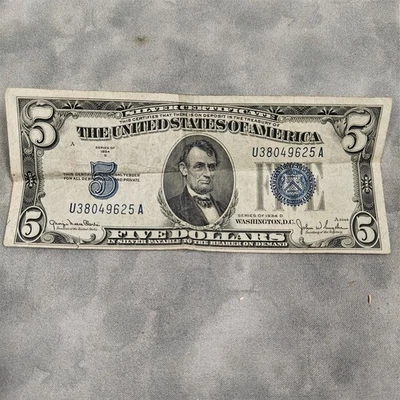 SILVER CERTIFICATE
THIS CERTIFIES THAT THERE IS ON DEPOSIT IN THE TREASURY OF
THE UNITED STATES OF AMERICA
5
5
A
SERIES OF
1934
D
U38049625A
5
FIVE
U38049625A
WASHINGTON, D.C.
SERIES OF 1934 D
5
5
FIVE DOLLARS
IN SILVER PAYABLE TO THE BEARER ON DEMAND